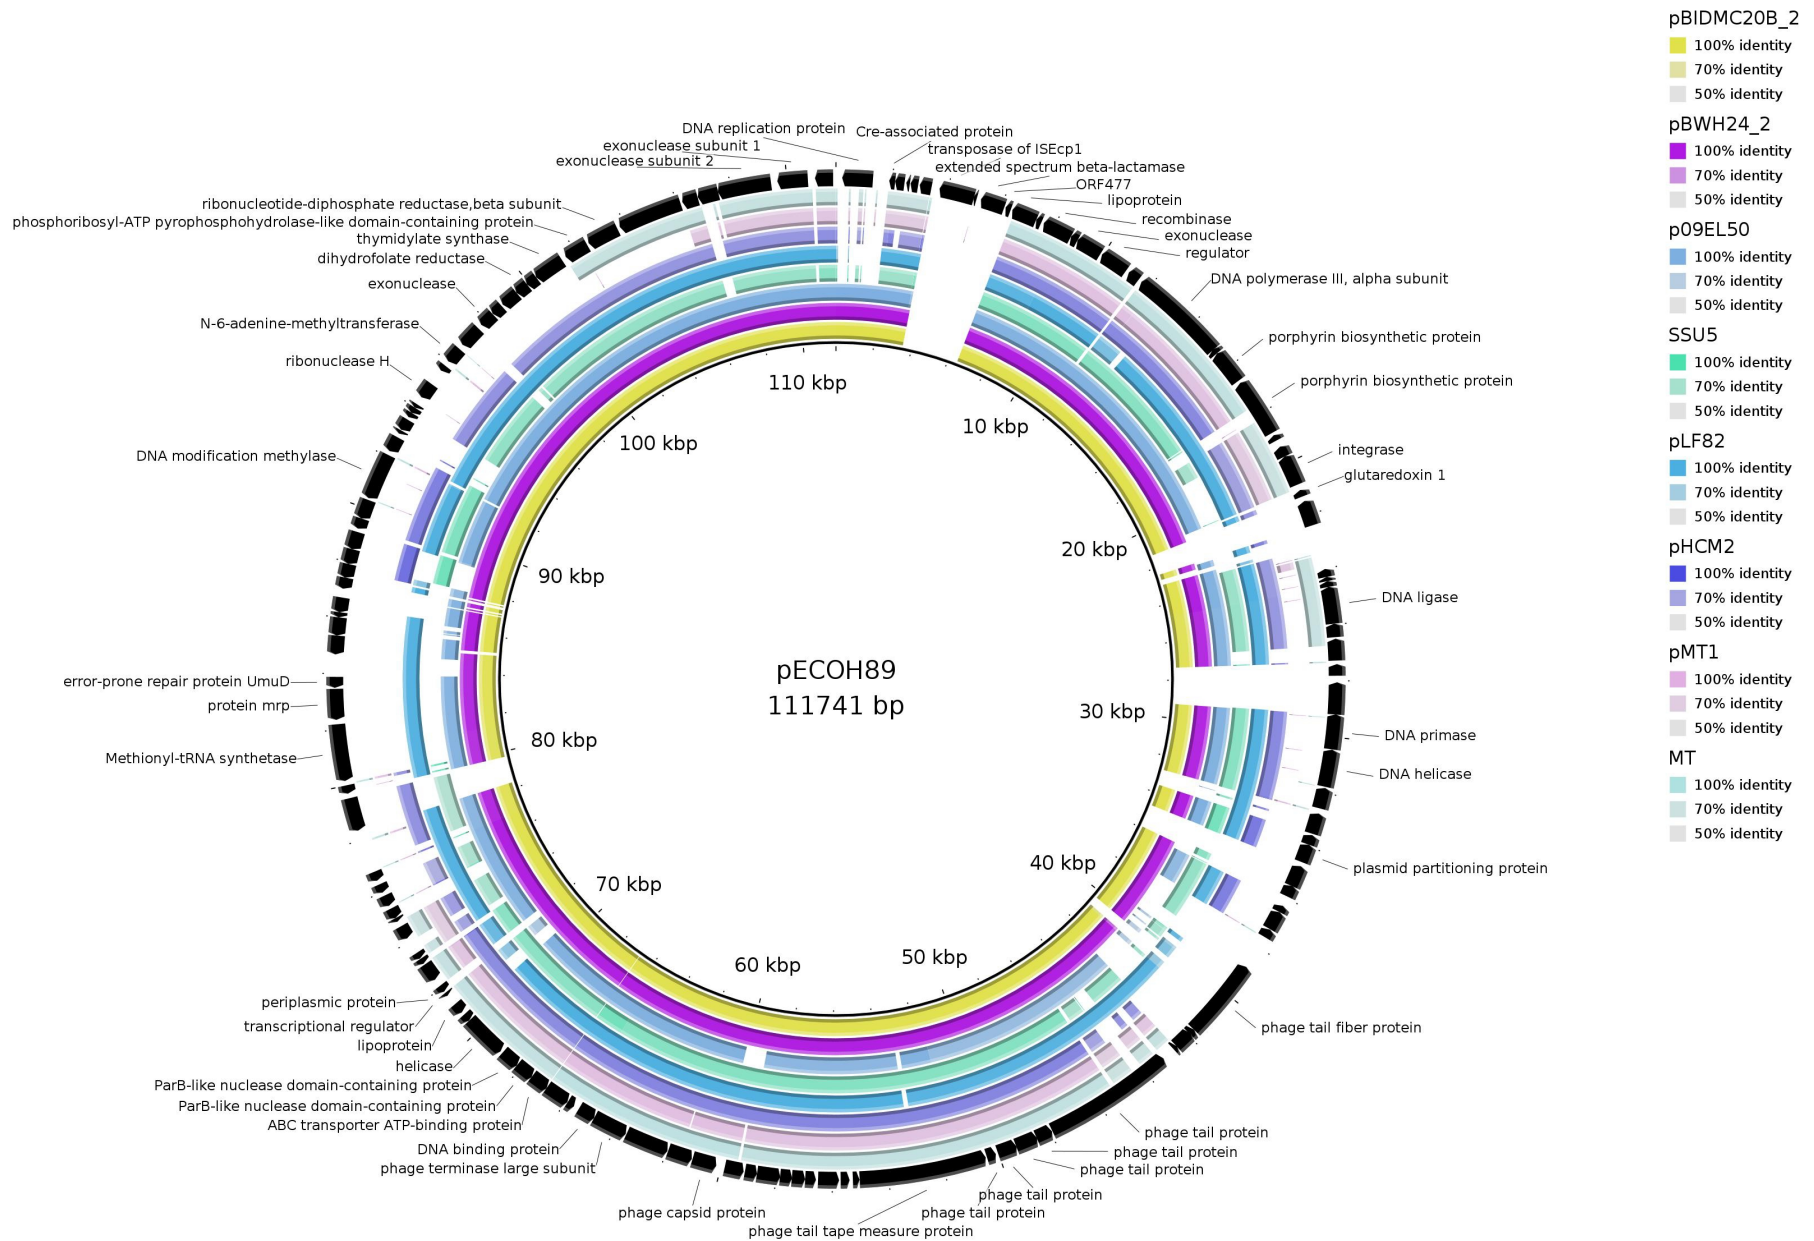 pBIDMC20B_2
100% identity
70% identity
50% identity
pBWH24_2
100% identity
70% identity
50% identity
p09EL50
100% identity
70% identity
50% identity
SSU5
100% identity
70% identity
50% identity
pLF82
100% identity
70% identity
50% identity
pHCM2
100% identity
70% identity
50% identity
pMT1
100% identity
70% identity
50% identity
MT
100% identity
70% identity
50% identity
DNA replication protein
Cre-associated protein
exonuclease subunit 1
transposase of ISEcp1
exonuclease subunit 2
extended spectrum beta-lactamase
ORF477
lipoprotein
recombinase
exonuclease
regulator
DNA polymerase III, alpha subunit
porphyrin biosynthetic protein
porphyrin biosynthetic protein
integrase
glutaredoxin 1
DNA ligase
DNA primase
DNA helicase
plasmid partitioning protein
phage tail fiber protein
phage tail protein
phage tail protein
phage tail protein
phage tail protein
phage tail protein
phage tail tape measure protein
phage capsid protein
phage terminase large subunit
DNA binding protein
ABC transporter ATP-binding protein
ParB-like nuclease domain-containing protein
ParB-like nuclease domain-containing protein
helicase
lipoprotein
transcriptional regulator
periplasmic protein
Methionyl-tRNA synthetase
protein mrp
error-prone repair protein UmuD
DNA modification methylase
ribonuclease H
N-6-adenine-methyltransferase
exonuclease
dihydrofolate reductase
thymidylate synthase
phosphoribosyl-ATP pyrophosphohydrolase-like domain-containing protein
ribonucleotide-diphosphate reductase,beta subunit
110 kbp
10 kbp
20 kbp
30 kbp
40 kbp
50 kbp
60 kbp
70 kbp
80 kbp
90 kbp
100 kbp
pECOH89
111741 bp